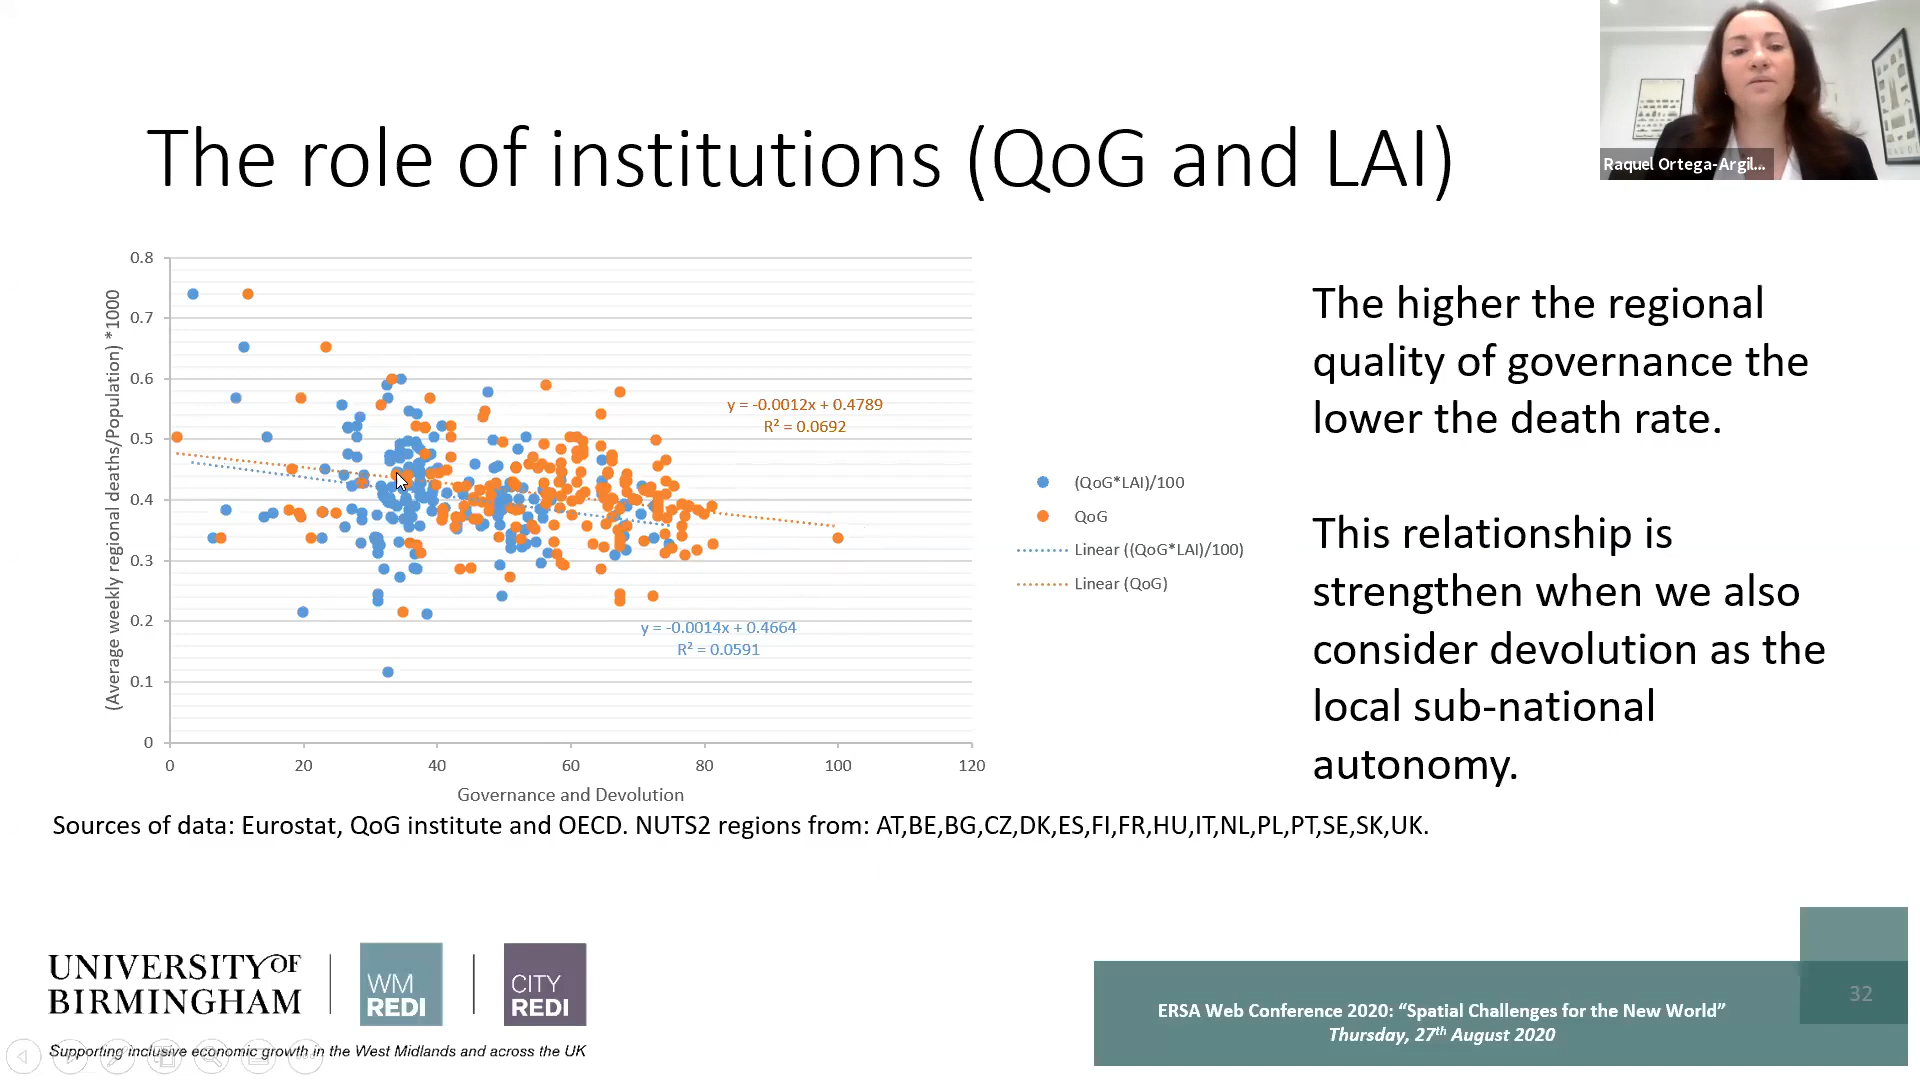 Raquel Ortega-Argil...
The role of institutions (QoG and LAI)
(Average weekly regional deaths/Population) *1000
0.8
0.7
0.6
0.5
0.4
0.3
0.2
0.1
0
0 20 40 60 80 100 120
Governance and Devolution
y = -0.0012x + 0.4789
R² = 0.0692
y = -0.0014x + 0.4664
R² = 0.0591
(QoG*LAI)/100
QoG
Linear ((QoG*LAI)/100)
Linear (QoG)
The higher the regional
quality of governance the
lower the death rate.
This relationship is
strengthen when we also
consider devolution as the
local sub-national
autonomy.
Sources of data: Eurostat, QoG institute and OECD. NUTS2 regions from: AT,BE,BG,CZ,DK,ES,FI,FR,HU,IT,NL,PL,PT,SE,SK,UK.
UNIVERSITY OF
BIRMINGHAM
WM
REDI
CITY
REDI
Supporting inclusive economic growth in the West Midlands and across the UK
ERSA Web Conference 2020: “Spatial Challenges for the New World”
Thursday, 27th August 2020
32